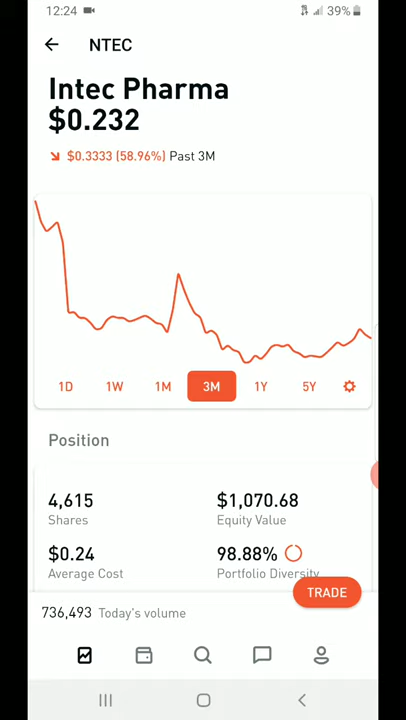 12:24 39%
NTEC
Intec Pharma
$0.232
$0.3333 (58.96%) Past 3M
1D 1W 1M 3M 1Y 5Y
Position
4,615 $1,070.68
Shares Equity Value
$0.24 98.88%
Average Cost Portfolio Diversity
TRADE
736,493 Today's volume